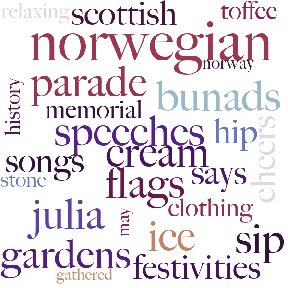 relaxing
scottish
toffee
norwegian
norway
parade
bunads
history
memorial
speeches
hip
cream
cheers
songs
says
stone
flags
clothing
julia
may
ice
sip
gardens
festivities
gathered